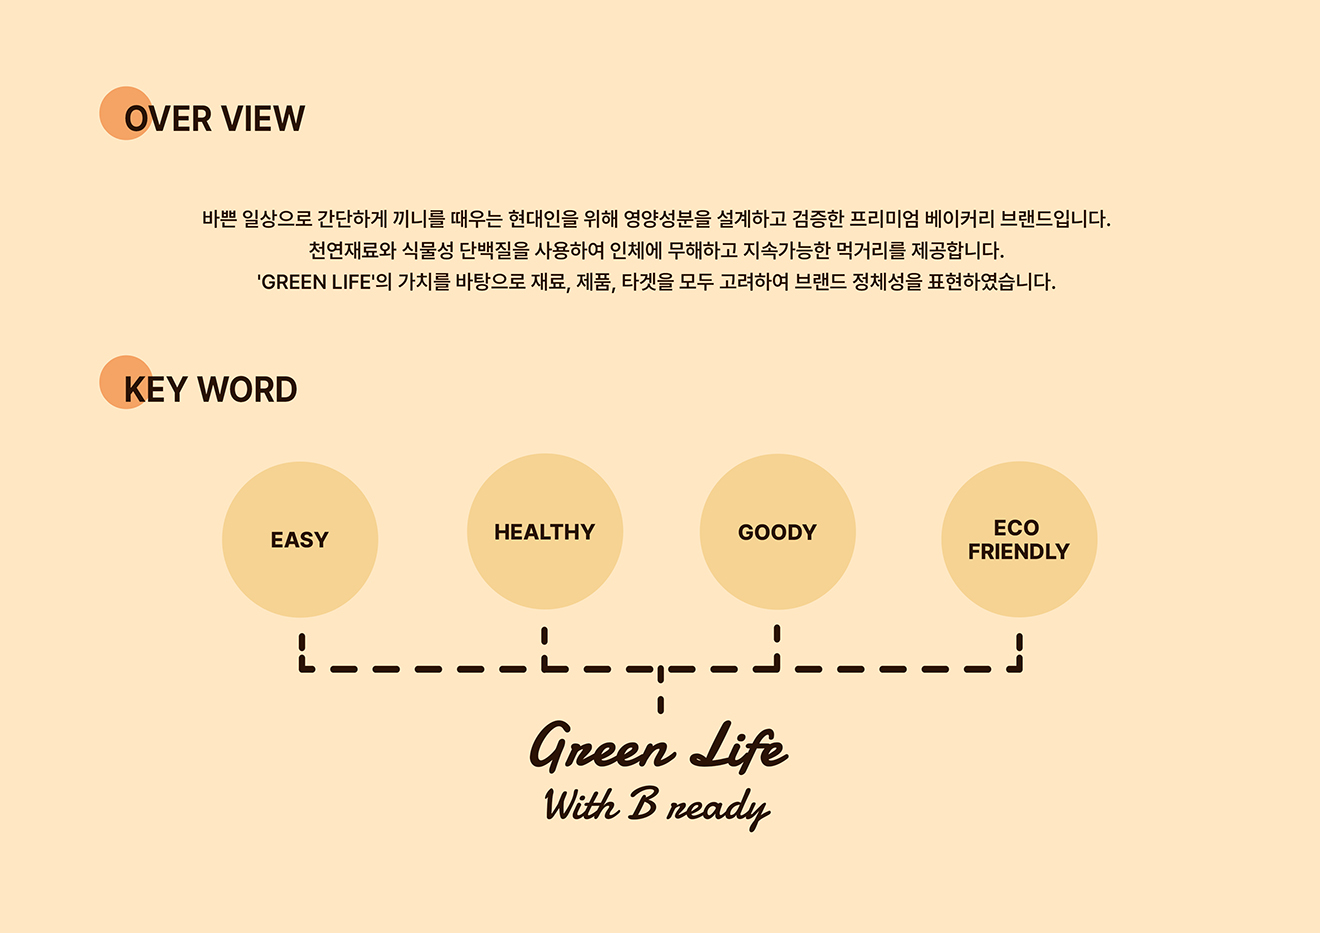 OVER VIEW
바쁜 일상으로 간단하게 끼니를 때우는 현대인을 위해 영양성분을 설계하고 검증한 프리미엄 베이커리 브랜드입니다.
천연재료와 식물성 단백질을 사용하여 인체에 무해하고 지속가능한 먹거리를 제공합니다.
'GREEN LIFE'의 가치를 바탕으로 재료, 제품, 타겟을 모두 고려하여 브랜드 정체성을 표현하였습니다.
KEY WORD
EASY
HEALTHY
GOODY
ECO
FRIENDLY
Green Life
With B ready